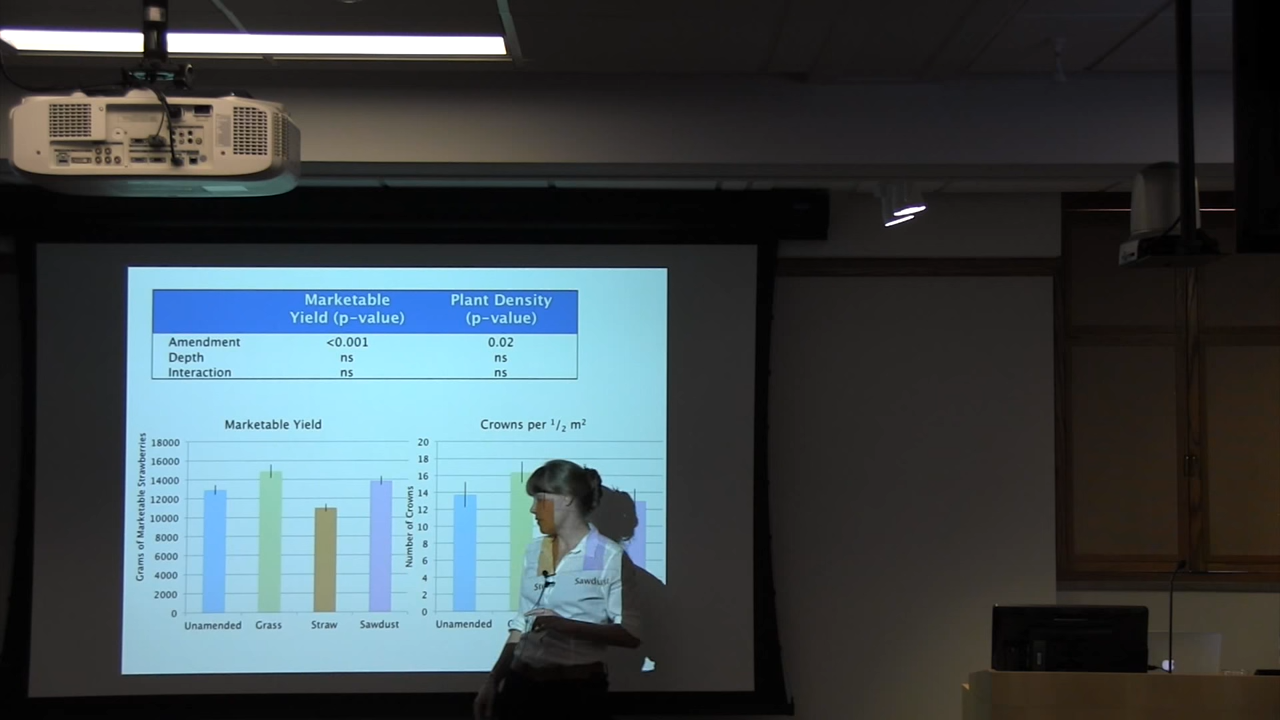 Marketable Yield (p-value)
Plant Density (p-value)
Amendment <0.001 0.02
Depth ns ns
Interaction ns ns
Marketable Yield
Grams of Marketable Strawberries
18000
16000
14000
12000
10000
8000
6000
4000
2000
0
Unamended Grass Straw Sawdust
Crowns per 1/2 m²
Number of Crowns
20
18
16
14
12
10
8
6
4
2
0
Unamended
Sawdust